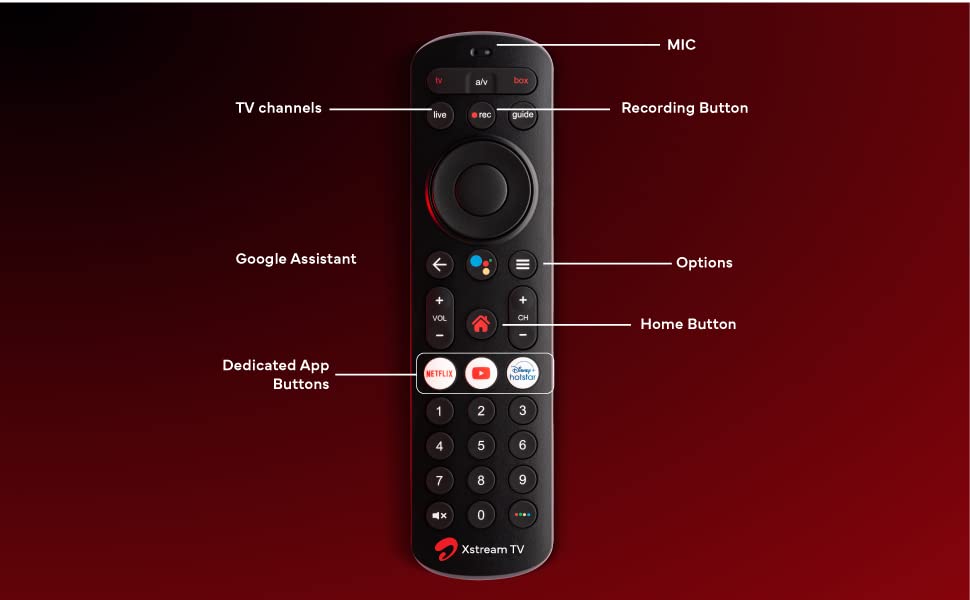 MIC
tv a/v box
TV channels
live rec guide
Recording Button
Google Assistant
Options
+ +
VOL CH
- -
Home Button
Dedicated App
Buttons
NETFLIX Disney+
hotstar
1 2 3
4 5 6
7 8 9
0
Xstream TV